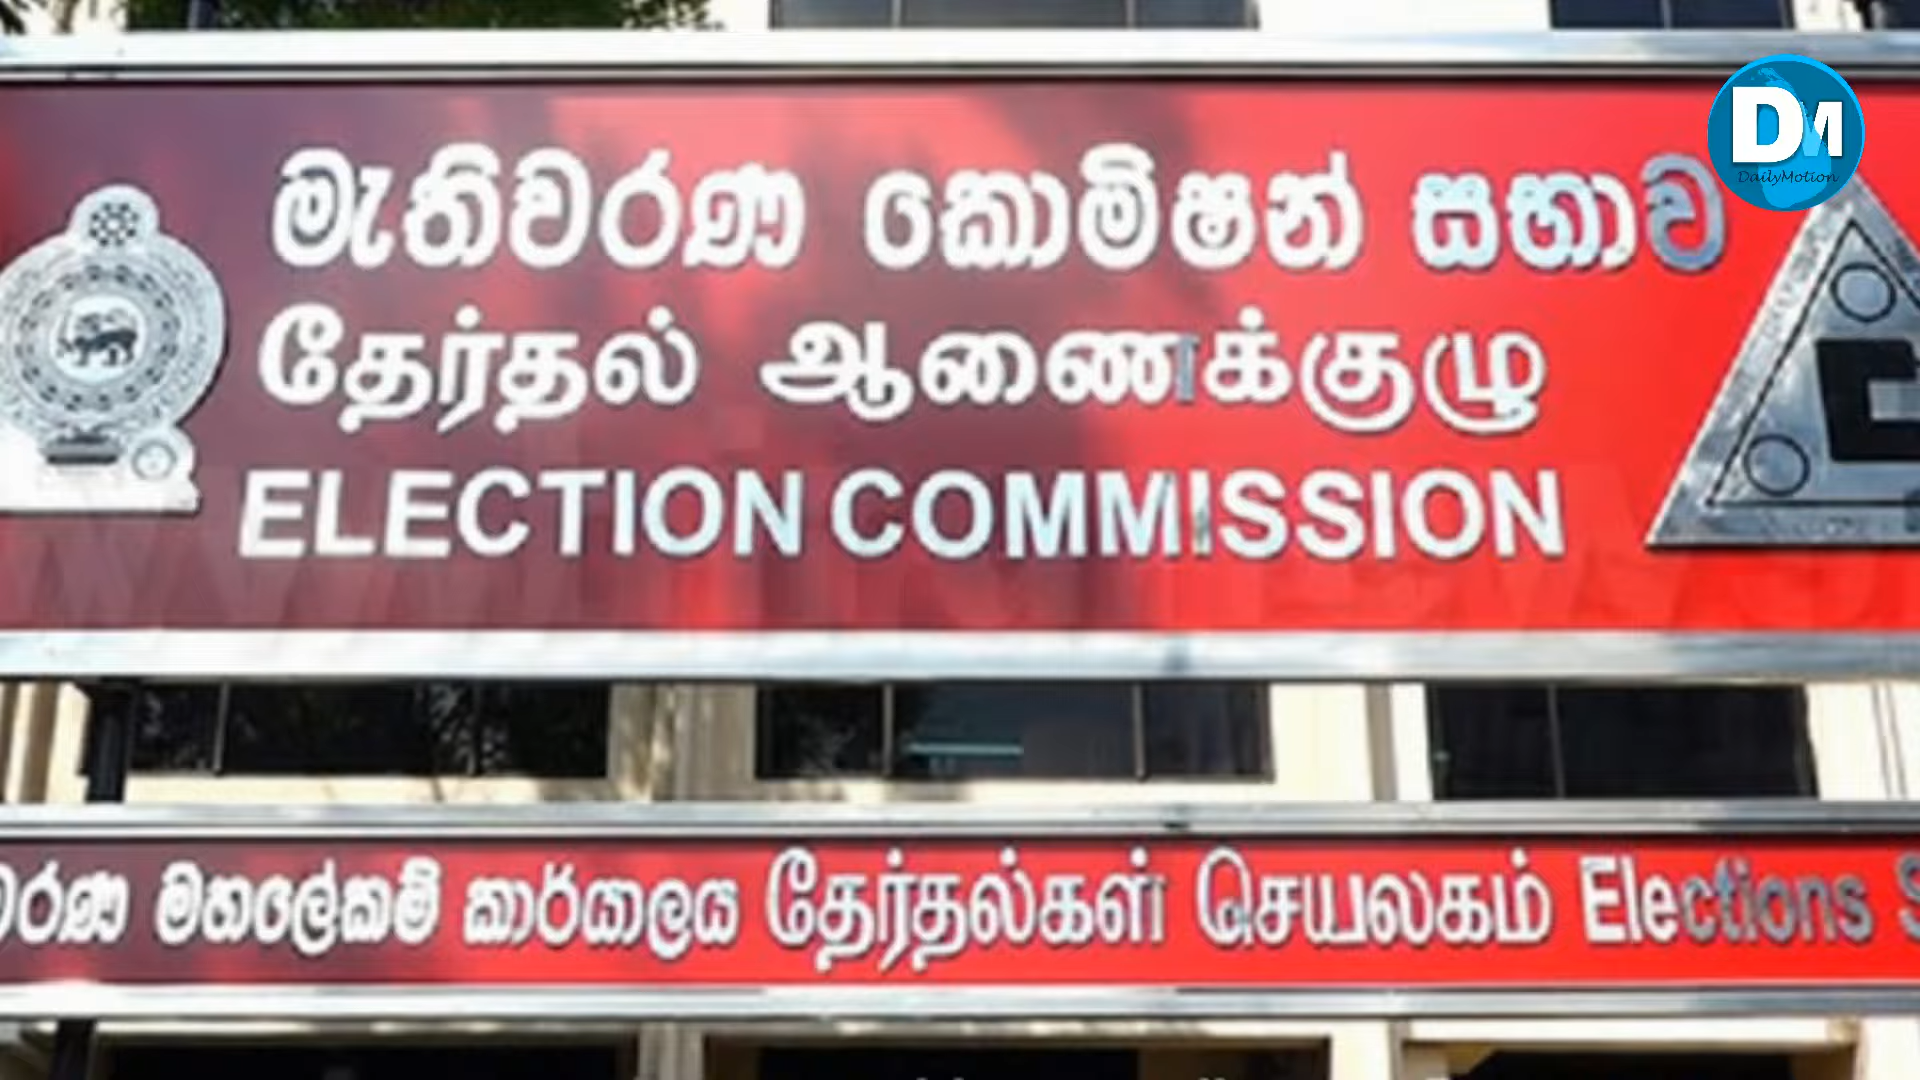 DM
DailyMotion
මැතිවරණ කොමිෂන් සභාව
தேர்தல் ஆணைக்குழு
ELECTION COMMISSION
මහලේකම් කාර්යාලය தேர்தல்கள் செயலகம் Elections